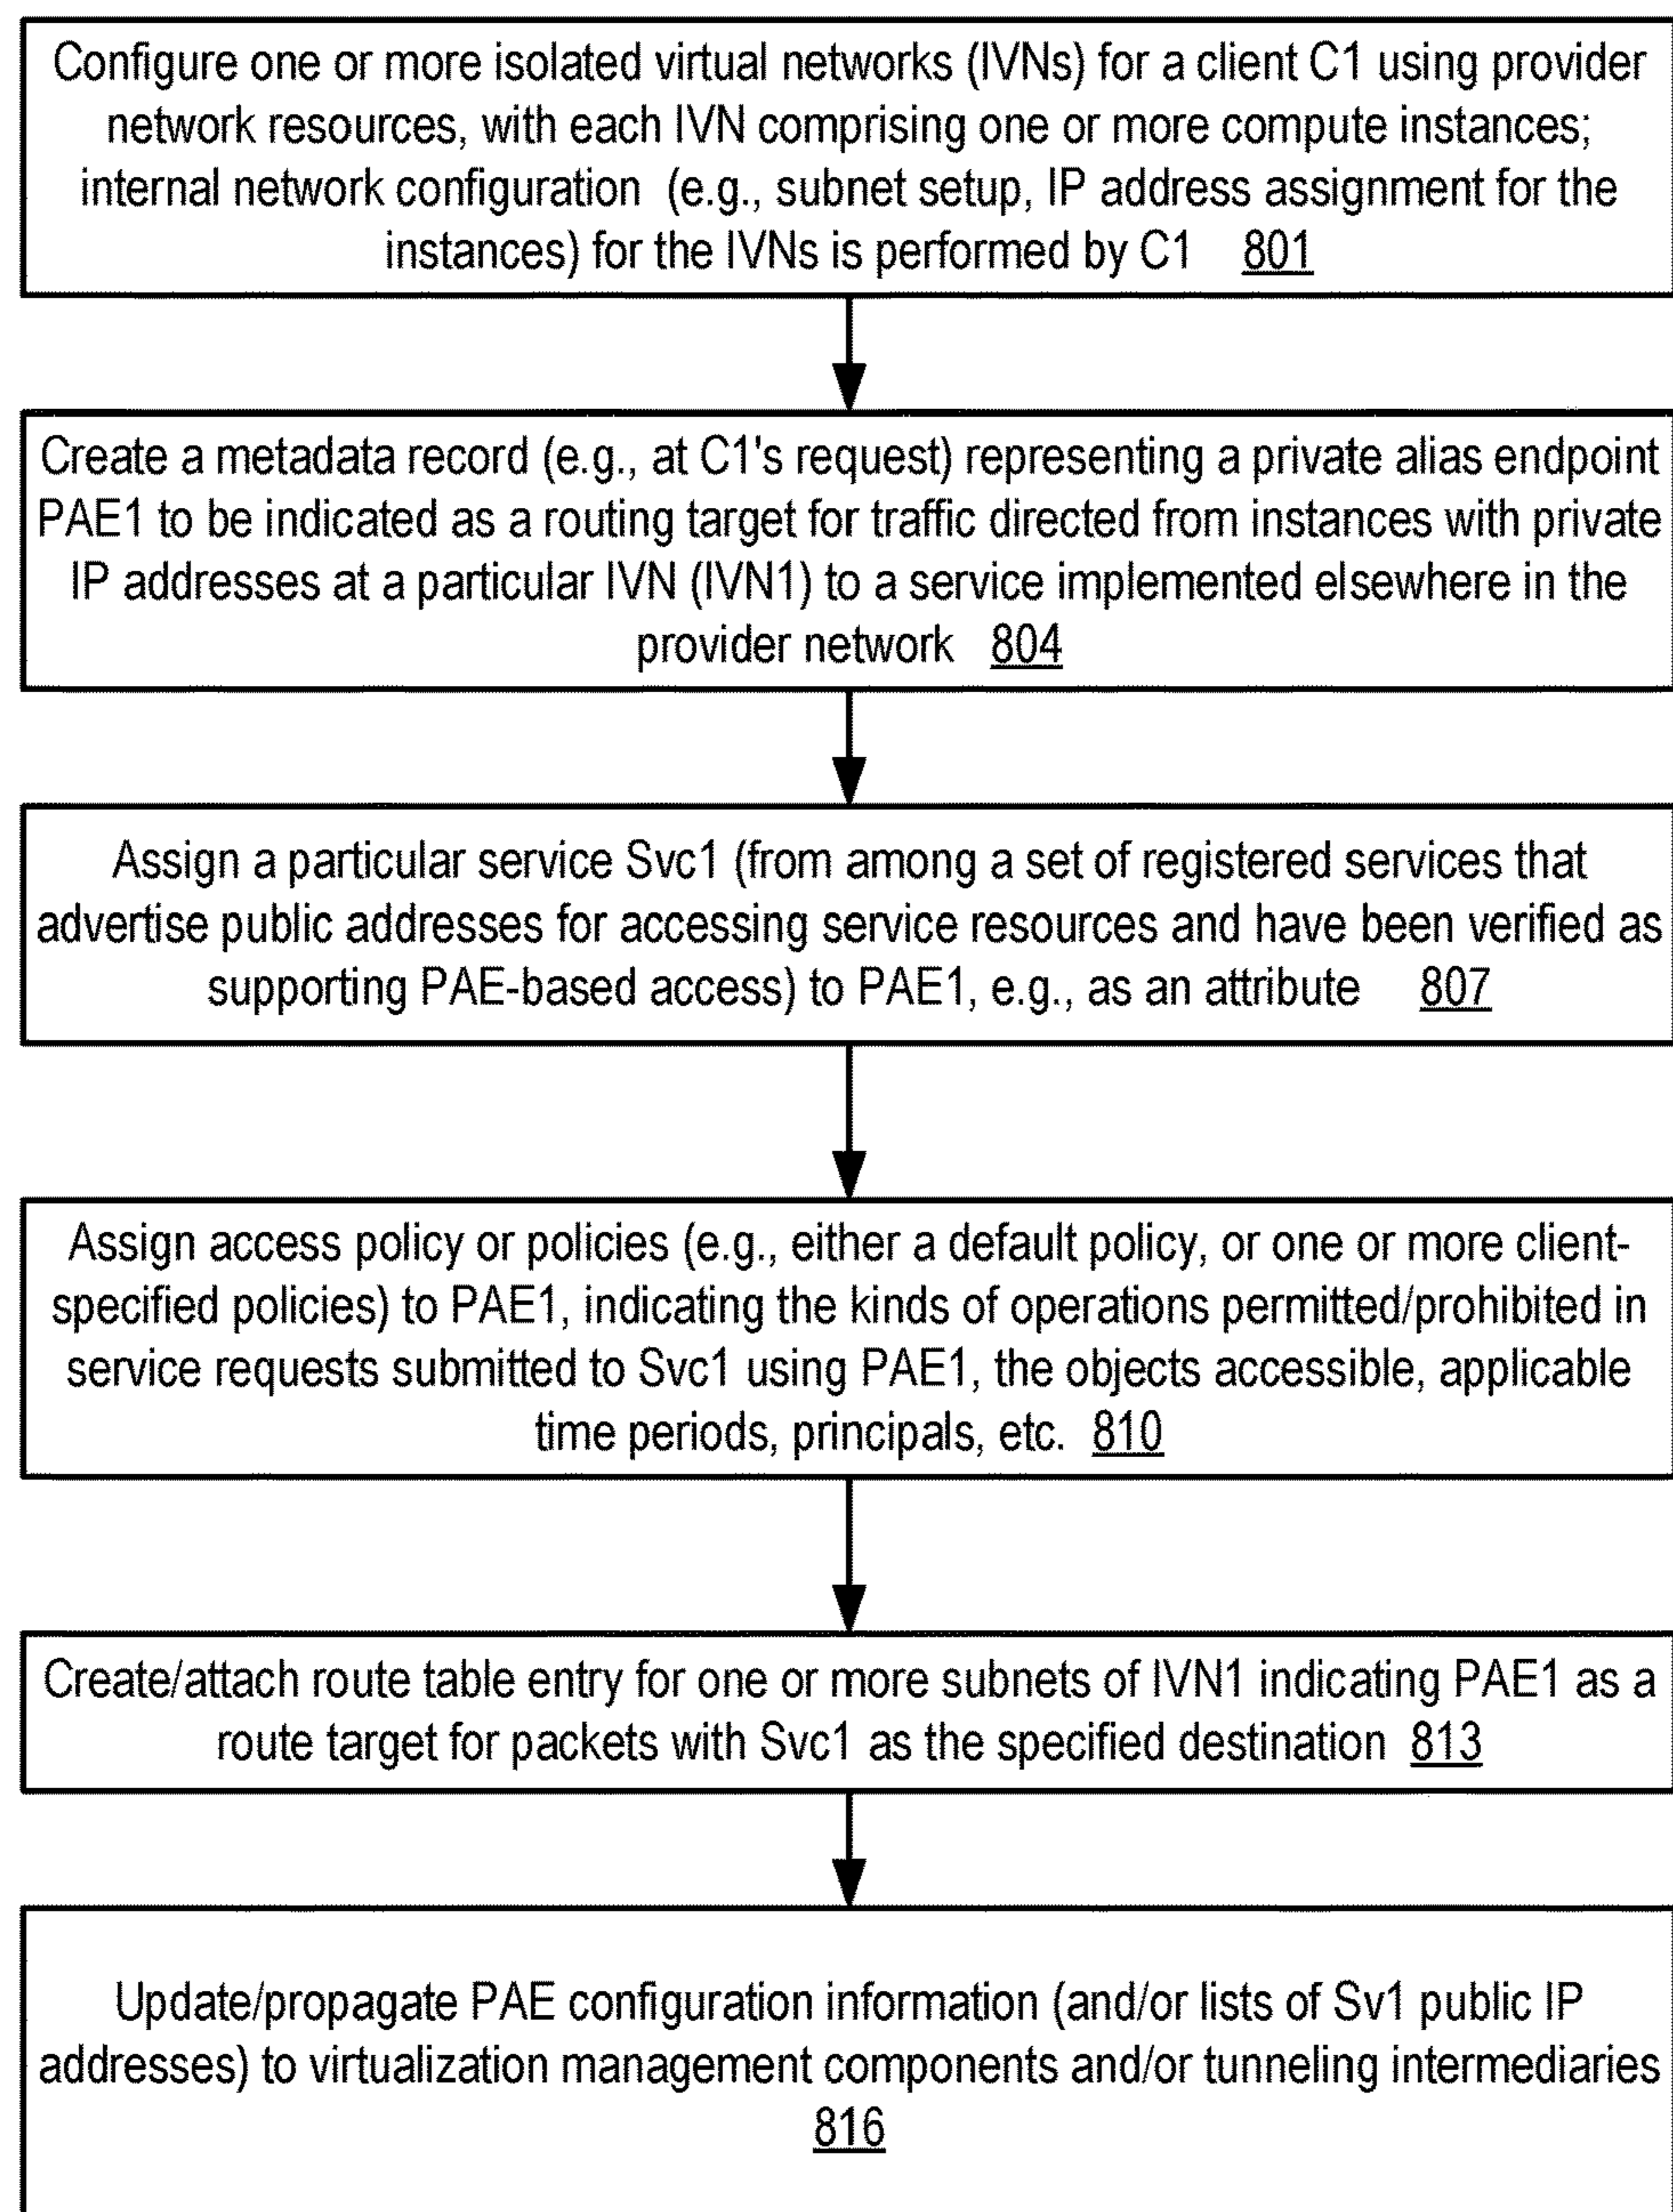 Configure one or more isolated virtual networks (IVNs) for a client C1 using provider
network resources, with each IVN comprising one or more compute instances;
internal network configuration (e.g., subnet setup, IP address assignment for the
instances) for the IVNs is performed by C1 801
Create a metadata record (e.g., at C1's request) representing a private alias endpoint
PAE1 to be indicated as a routing target for traffic directed from instances with private
IP addresses at a particular IVN (IVN1) to a service implemented elsewhere in the
provider network 804
Assign a particular service Svc1 (from among a set of registered services that
advertise public addresses for accessing service resources and have been verified as
supporting PAE-based access) to PAE1, e.g., as an attribute 807
Assign access policy or policies (e.g., either a default policy, or one or more client-
specified policies) to PAE1, indicating the kinds of operations permitted/prohibited in
service requests submitted to Svc1 using PAE1, the objects accessible, applicable
time periods, principals, etc. 810
Create/attach route table entry for one or more subnets of IVN1 indicating PAE1 as a
route target for packets with Svc1 as the specified destination 813
Update/propagate PAE configuration information (and/or lists of Sv1 public IP
addresses) to virtualization management components and/or tunneling intermediaries
816